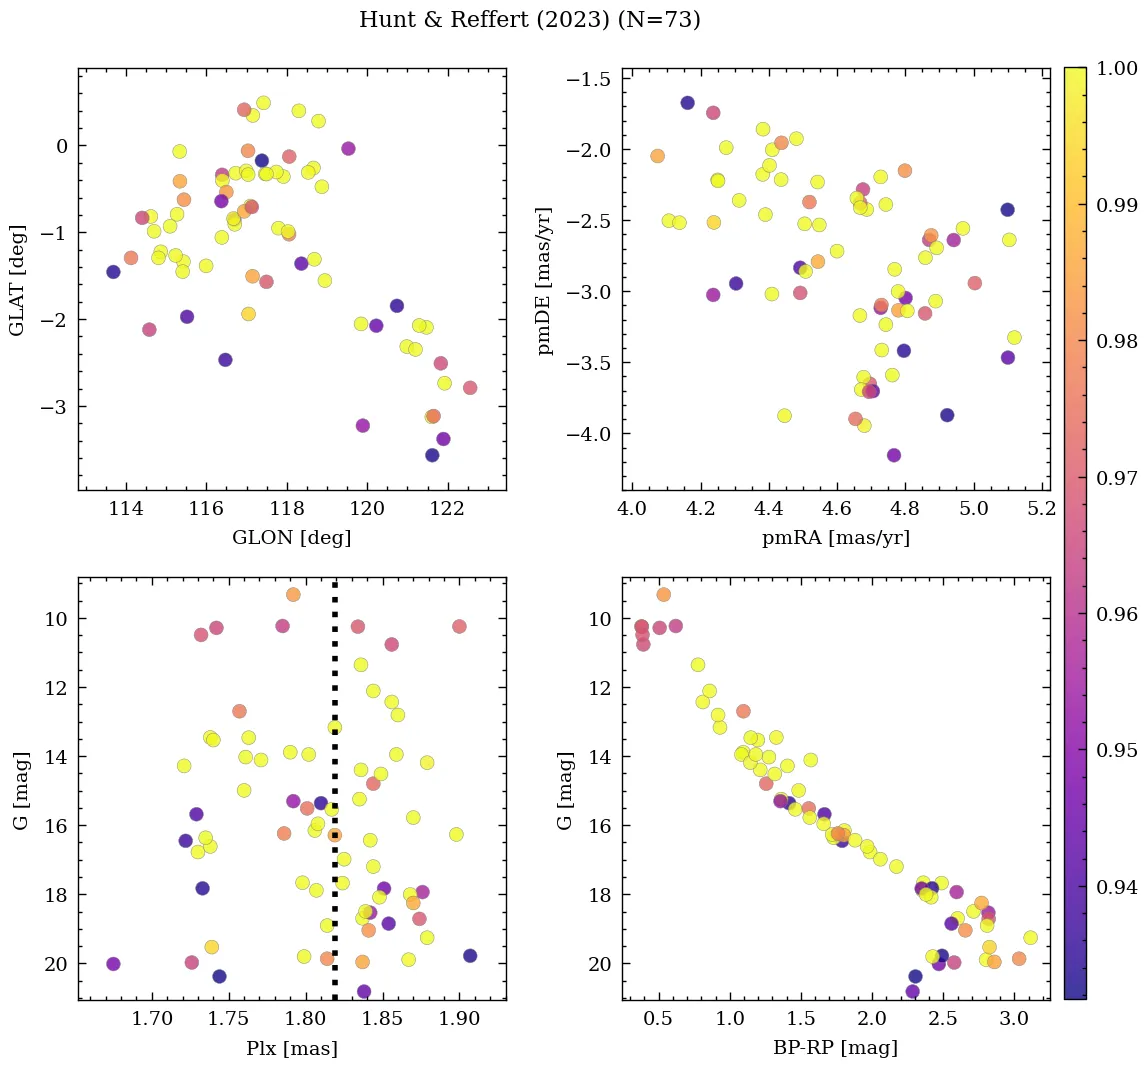 Hunt & Reffert (2023) (N=73)
0
−1
−2
−3
GLAT [deg]
114 116 118 120 122
GLON [deg]
−1.5
−2.0
−2.5
−3.0
−3.5
−4.0
pmDE [mas/yr]
4.0 4.2 4.4 4.6 4.8 5.0 5.2
pmRA [mas/yr]
10
12
14
16
18
20
G [mag]
1.70 1.75 1.80 1.85 1.90
Plx [mas]
10
12
14
16
18
20
G [mag]
0.5 1.0 1.5 2.0 2.5 3.0
BP-RP [mag]
1.00
0.99
0.98
0.97
0.96
0.95
0.94